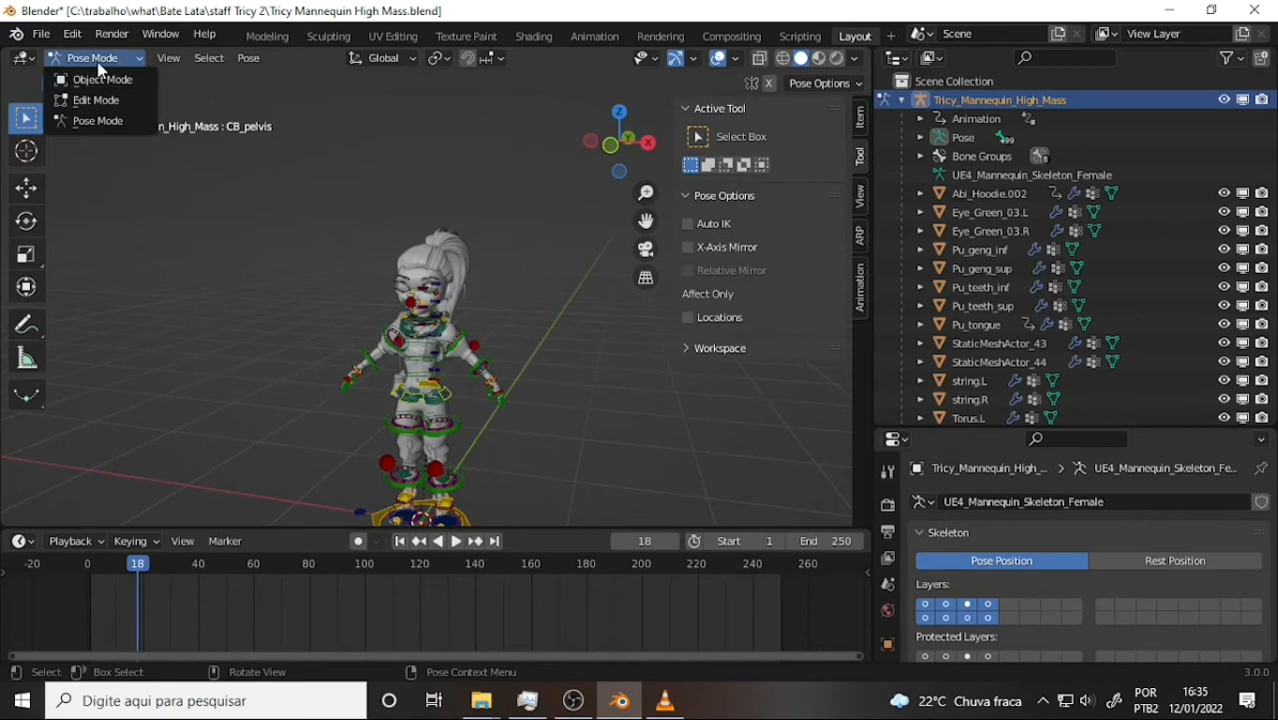 Blender* [C:\trabalho\what\Bate Lata\staff Tricy 2\Tricy Mannequin High Mass.blend]
File Edit Render Window Help Modeling Sculpting UV Editing Texture Paint Shading Animation Rendering Compositing Scripting Layout Scene View Layer
Pose Mode View Select Pose Global
Object Mode
Edit Mode
Pose Mode
_High_Mass : CB_pelvis
X Pose Options
Y X Z
Active Tool
Select Box
Pose Options
Auto IK
X-Axis Mirror
Relative Mirror
Affect Only
Locations
Workspace
Item
Tool
View
ARP
Animation
Scene Collection
Tricy_Mannequin_High_Mass
Animation
Pose 99
Bone Groups 8
UE4_Mannequin_Skeleton_Female
Abi_Hoodie.002
Eye_Green_03.L
Eye_Green_03.R
Pu_geng_inf
Pu_geng_sup
Pu_teeth_inf
Pu_teeth_sup
Pu_tongue
StaticMeshActor_43
StaticMeshActor_44
string.L
string.R
Torus.L
Tricy_Mannequin_High_... UE4_Mannequin_Skeleton_Fe...
UE4_Mannequin_Skeleton_Female
Skeleton
Pose Position Rest Position
Layers:
Protected Layers:
Playback Keying View Marker 18 Start 1 End 250
-20 0 18 40 60 80 100 120 140 160 180 200 220 240 260
Select Box Select Rotate View Pose Context Menu 3.0.0
Digite aqui para pesquisar
22°C Chuva fraca
POR
PTB2
16:35
12/01/2022